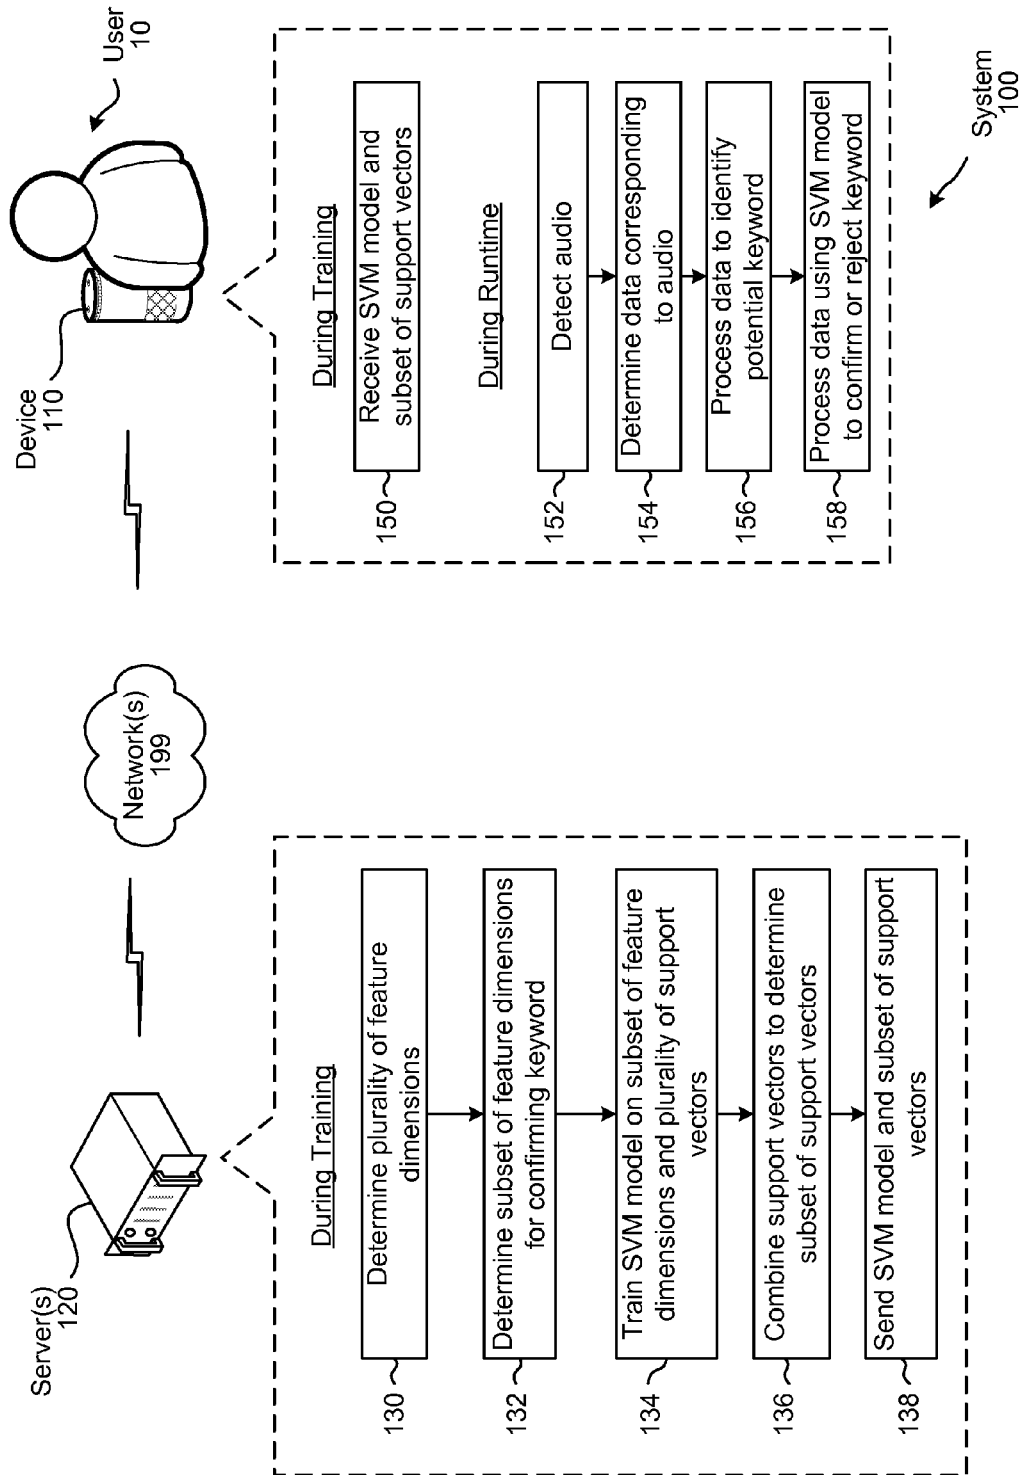 Server(s)
120
Network(s)
199
Device
110
User
10
During Training
130
Determine plurality of feature
dimensions
132
Determine subset of feature dimensions
for confirming keyword
134
Train SVM model on subset of feature
dimensions and plurality of support
vectors
136
Combine support vectors to determine
subset of support vectors
138
Send SVM model and subset of support
vectors
During Training
150
Receive SVM model and
subset of support vectors
During Runtime
152
Detect audio
154
Determine data corresponding
to audio
156
Process data to identify
potential keyword
158
Process data using SVM model
to confirm or reject keyword
System
100